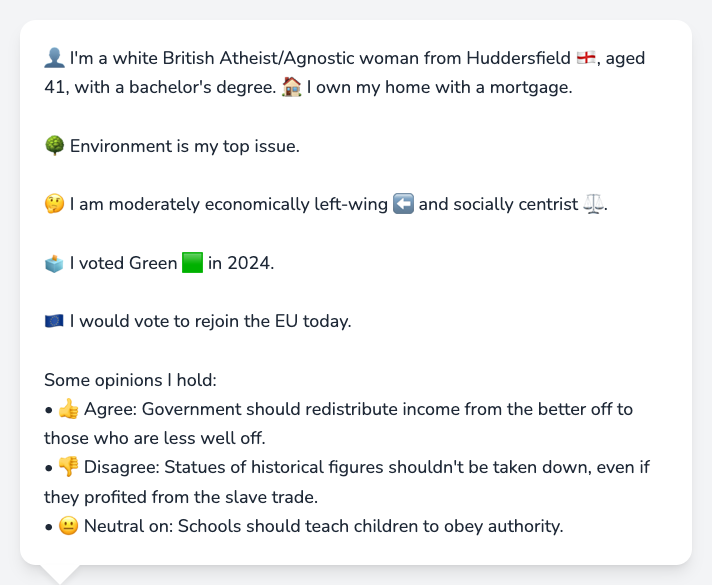 👤 I'm a white British Atheist/Agnostic woman from Huddersfield 🏴󠁧󠁢󠁥󠁮󠁧󠁿, aged
41, with a bachelor's degree. 🏠 I own my home with a mortgage.
🌳 Environment is my top issue.
🤔 I am moderately economically left-wing ⬅️ and socially centrist ⚖️.
🗳️ I voted Green 🟩 in 2024.
🇪🇺 I would vote to rejoin the EU today.
Some opinions I hold:
• 👍 Agree: Government should redistribute income from the better off to
those who are less well off.
• 👎 Disagree: Statues of historical figures shouldn't be taken down, even if
they profited from the slave trade.
• 😐 Neutral on: Schools should teach children to obey authority.